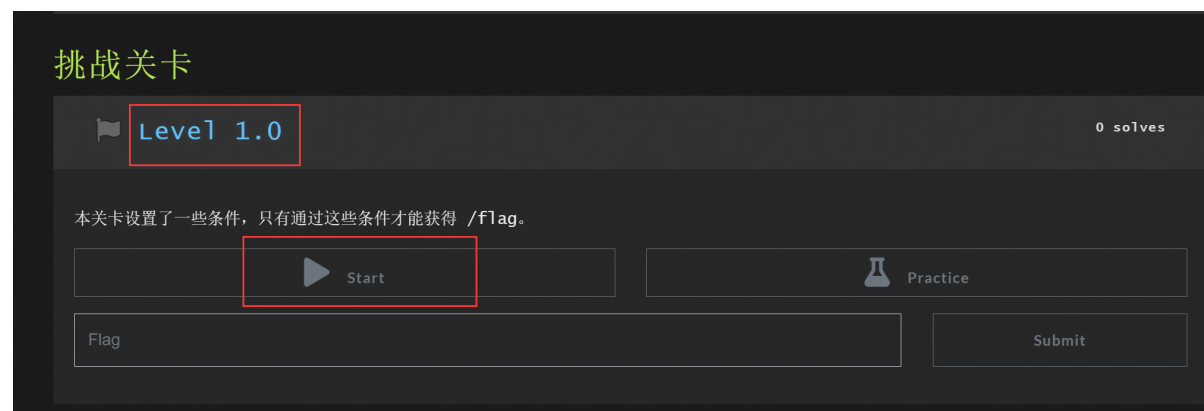 挑战关卡
Level 1.0
0 solves
本关卡设置了一些条件，只有通过这些条件才能获得 /flag。
Start
Practice
Flag
Submit